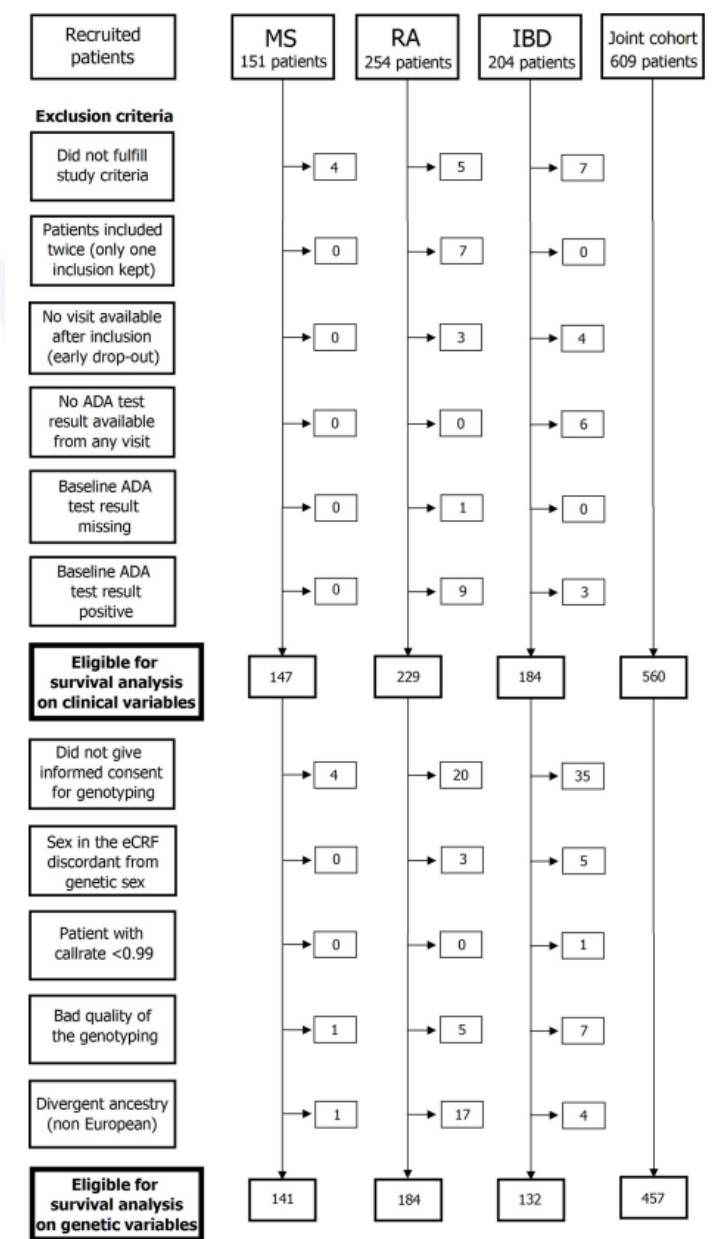 Recruited
patients
MS
151 patients
RA
254 patients
IBD
204 patients
Joint cohort
609 patients
Exclusion criteria
Did not fulfill
study criteria
4
5
7
Patients included
twice (only one
inclusion kept)
0
7
0
No visit available
after inclusion
(early drop-out)
0
3
4
No ADA test
result available
from any visit
0
0
6
Baseline ADA
test result
missing
0
1
0
Baseline ADA
test result
positive
0
9
3
Eligible for
survival analysis
on clinical variables
147
229
184
560
Did not give
informed consent
for genotyping
4
20
35
Sex in the eCRF
discordant from
genetic sex
0
3
5
Patient with
callrate <0.99
0
0
1
Bad quality of
the genotyping
1
5
7
Divergent ancestry
(non European)
1
17
4
Eligible for
survival analysis
on genetic variables
141
184
132
457